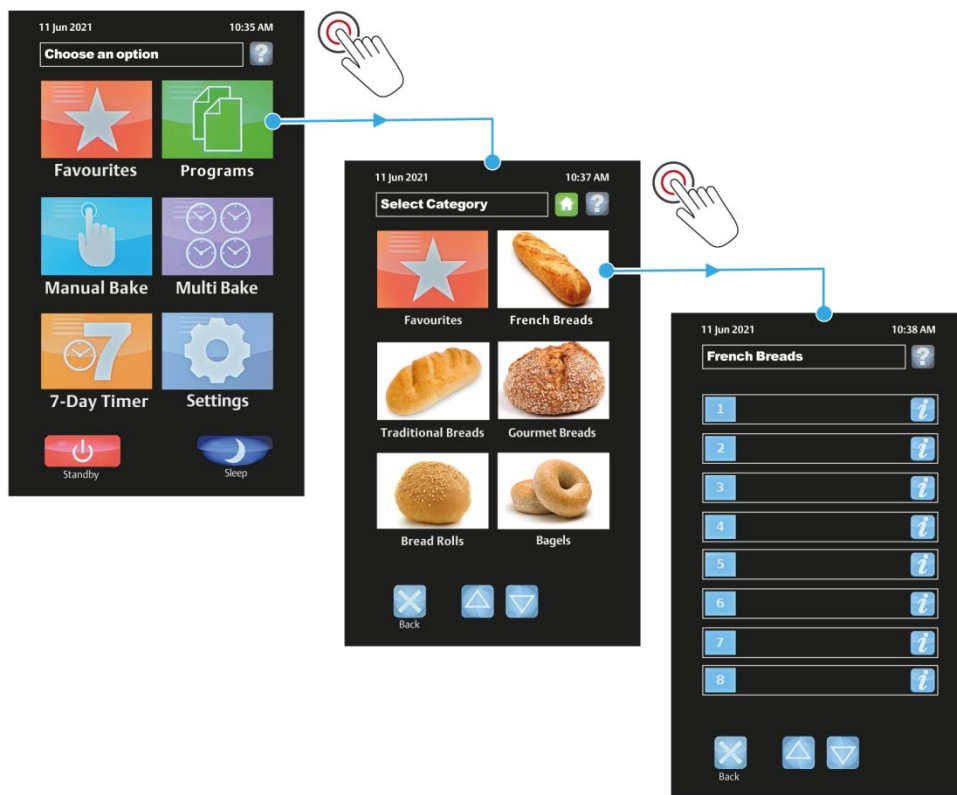 11 Jun 2021 10:35 AM
Choose an option ?
Favourites Programs
Manual Bake Multi Bake
7
7-Day Timer Settings
Standby Sleep
11 Jun 2021 10:37 AM
Select Category ?
Favourites French Breads
Traditional Breads Gourmet Breads
Bread Rolls Bagels
Back
11 Jun 2021 10:38 AM
French Breads ?
1 i
2 i
3 i
4 i
5 i
6 i
7 i
8 i
Back